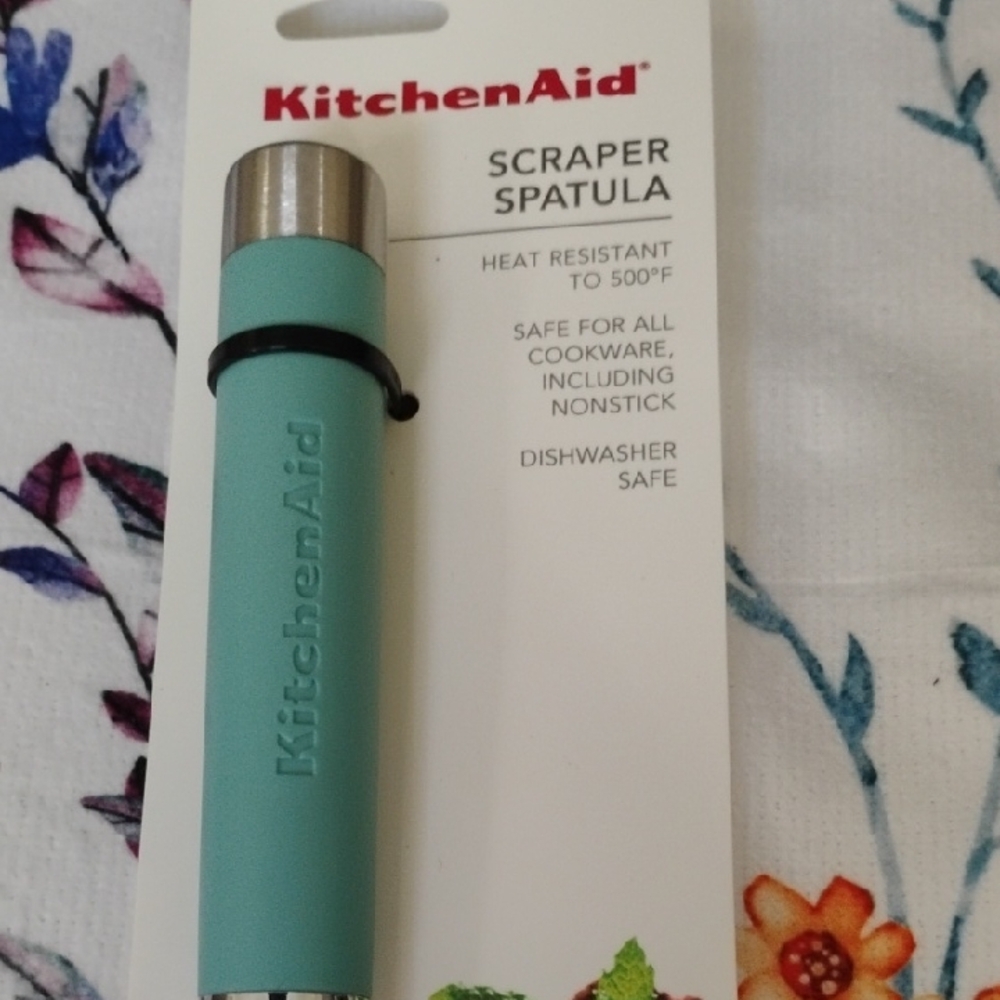 KitchenAid®
SCRAPER
SPATULA
HEAT RESISTANT
TO 500°F
SAFE FOR ALL
COOKWARE,
INCLUDING
NONSTICK
DISHWASHER
SAFE
KitchenAid